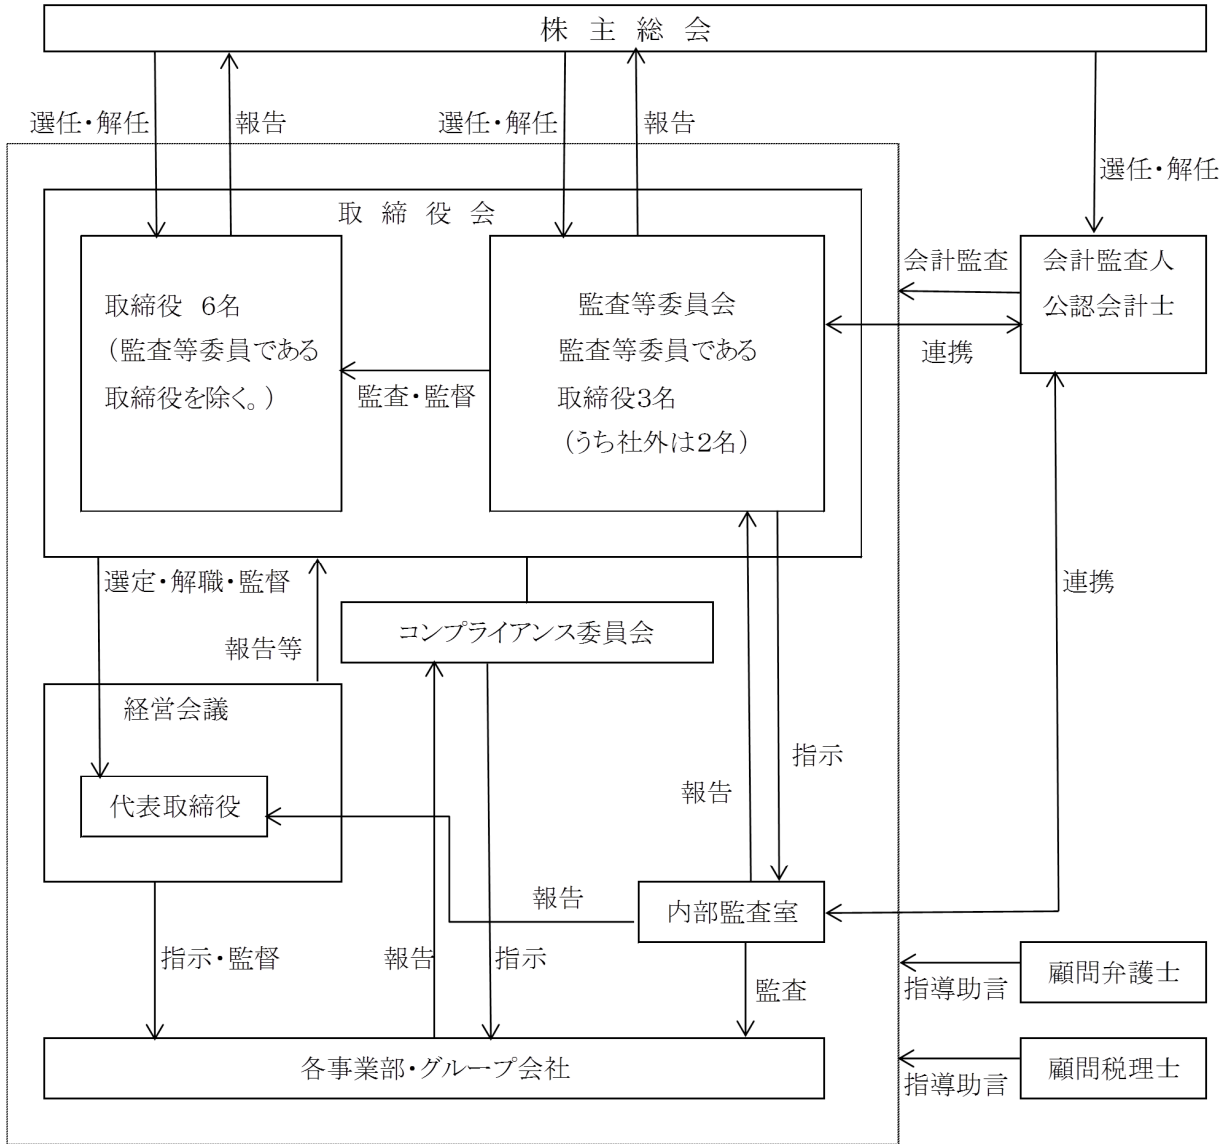 株主総会
選任・解任
報告
選任・解任
報告
選任・解任
取締役会
取締役 6名
(監査等委員である
取締役を除く。)
監査・監督
監査等委員会
監査等委員である
取締役3名
(うち社外は2名)
会計監査
連携
会計監査人
公認会計士
連携
選定・解職・監督
報告等
コンプライアンス委員会
経営会議
代表取締役
報告
指示
報告
内部監査室
指示・監督
報告
指示
監査
指導助言
顧問弁護士
各事業部・グループ会社
指導助言
顧問税理士